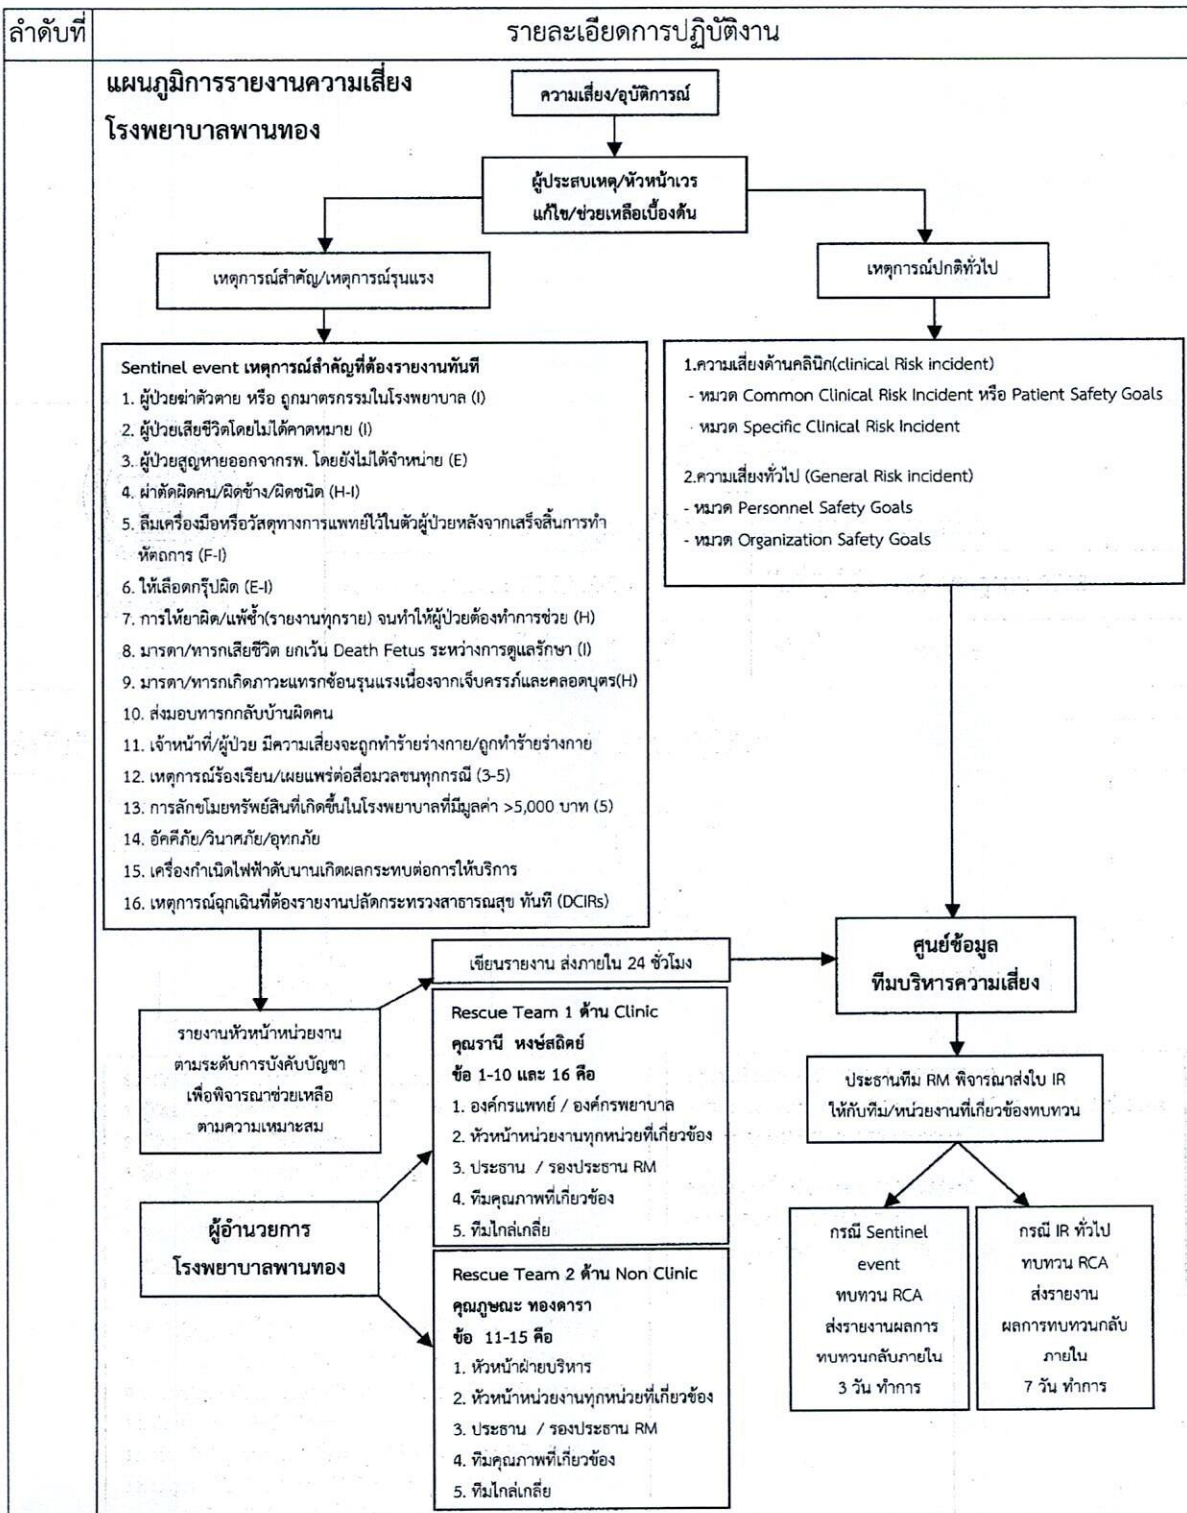 ลำดับที่
รายละเอียดการปฏิบัติงาน
แผนภูมิการรายงานความเสี่ยง
โรงพยาบาลพานทอง
ความเสี่ยง/อุบัติการณ์
ผู้ประสบเหตุ/หัวหน้าเวร
แก้ไข/ช่วยเหลือเบื้องต้น
เหตุการณ์สำคัญ/เหตุการณ์รุนแรง
เหตุการณ์ปกติทั่วไป
Sentinel event เหตุการณ์สำคัญที่ต้องรายงานทันที
1. ผู้ป่วยฆ่าตัวตาย หรือ ถูกฆาตรกรรมในโรงพยาบาล (I)
2. ผู้ป่วยเสียชีวิตโดยไม่ได้คาดหมาย (I)
3. ผู้ป่วยสูญหายออกจากรพ. โดยยังไม่ได้จำหน่าย (E)
4. ผ่าตัดผิดคน/ผิดข้าง/ผิดชนิด (H-I)
5. ลืมเครื่องมือหรือวัสดุทางการแพทย์ไว้ในตัวผู้ป่วยหลังจากเสร็จสิ้นการทำ
หัตถการ (F-I)
6. ให้เลือดกรุ๊ปผิด (E-I)
7. การให้ยาผิด/แพ้ซ้ำ(รายงานทุกราย) จนทำให้ผู้ป่วยต้องทำการช่วย (H)
8. มารดา/ทารกเสียชีวิต ยกเว้น Death Fetus ระหว่างการดูแลรักษา (I)
9. มารดา/ทารกเกิดภาวะแทรกซ้อนรุนแรงเนื่องจากเจ็บครรภ์และคลอดบุตร(H)
10. ส่งมอบทารกกลับบ้านผิดคน
11. เจ้าหน้าที่/ผู้ป่วย มีความเสี่ยงจะถูกทำร้ายร่างกาย/ถูกทำร้ายร่างกาย
12. เหตุการณ์ร้องเรียน/เผยแพร่ต่อสื่อมวลชนทุกกรณี (3-5)
13. การลักขโมยทรัพย์สินที่เกิดขึ้นในโรงพยาบาลที่มีมูลค่า >5,000 บาท (5)
14. อัคคีภัย/วินาศภัย/อุทกภัย
15. เครื่องกำเนิดไฟฟ้าดับนานเกิดผลกระทบต่อการให้บริการ
16. เหตุการณ์ฉุกเฉินที่ต้องรายงานปลัดกระทรวงสาธารณสุข ทันที (DCIRs)
1.ความเสี่ยงด้านคลินิก(clinical Risk incident)
- หมวด Common Clinical Risk Incident หรือ Patient Safety Goals
- หมวด Specific Clinical Risk Incident
2.ความเสี่ยงทั่วไป (General Risk incident)
- หมวด Personnel Safety Goals
- หมวด Organization Safety Goals
เขียนรายงาน ส่งภายใน 24 ชั่วโมง
ศูนย์ข้อมูล
ทีมบริหารความเสี่ยง
รายงานหัวหน้าหน่วยงาน
ตามระดับการบังคับบัญชา
เพื่อพิจารณาช่วยเหลือ
ตามความเหมาะสม
Rescue Team 1 ด้าน Clinic
คุณรานี หงษ์สถิตย์
ข้อ 1-10 และ 16 คือ
1. องค์กรแพทย์ / องค์กรพยาบาล
2. หัวหน้าหน่วยงานทุกหน่วยที่เกี่ยวข้อง
3. ประธาน / รองประธาน RM
4. ทีมคุณภาพที่เกี่ยวข้อง
5. ทีมไกล่เกลี่ย
ประธานทีม RM พิจารณาส่งใบ IR
ให้กับทีม/หน่วยงานที่เกี่ยวข้องทบทวน
ผู้อำนวยการ
โรงพยาบาลพานทอง
Rescue Team 2 ด้าน Non Clinic
คุณภูษณะ ทองดารา
ข้อ 11-15 คือ
1. หัวหน้าฝ่ายบริหาร
2. หัวหน้าหน่วยงานทุกหน่วยที่เกี่ยวข้อง
3. ประธาน / รองประธาน RM
4. ทีมคุณภาพที่เกี่ยวข้อง
5. ทีมไกล่เกลี่ย
กรณี Sentinel
event
ทบทวน RCA
ส่งรายงานผลการ
ทบทวนกลับภายใน
3 วัน ทำการ
กรณี IR ทั่วไป
ทบทวน RCA
ส่งรายงาน
ผลการทบทวนกลับ
ภายใน
7 วัน ทำการ